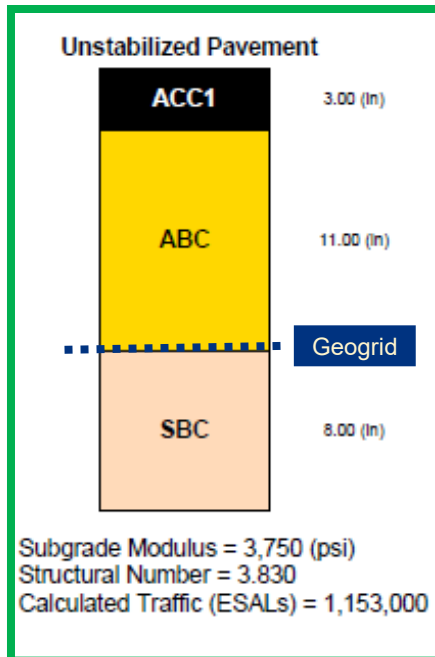 Unstabilized Pavement
ACC1 3.00 (in)
ABC 11.00 (in)
Geogrid
SBC 8.00 (in)
Subgrade Modulus = 3,750 (psi)
Structural Number = 3.830
Calculated Traffic (ESALs) = 1,153,000